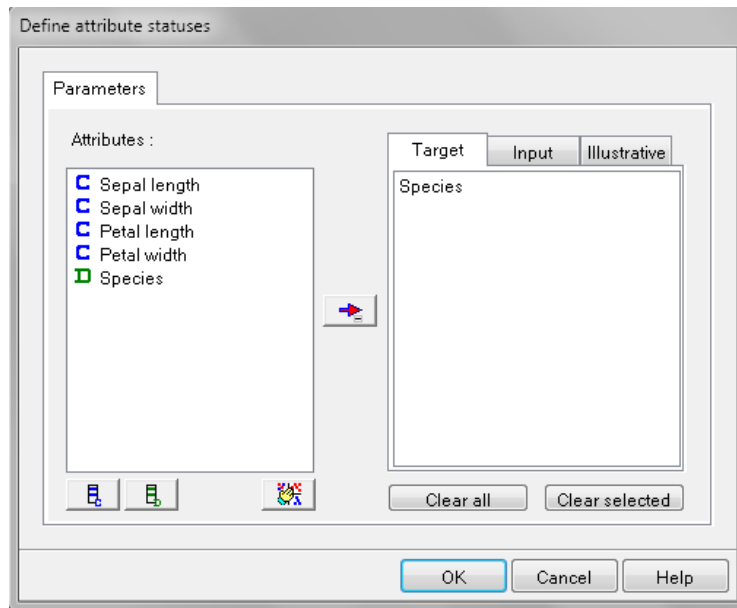 Define attribute statuses
Parameters
Attributes :
C Sepal length
C Sepal width
C Petal length
C Petal width
D Species
C
D
Target Input Illustrative
Species
Clear all Clear selected
OK Cancel Help